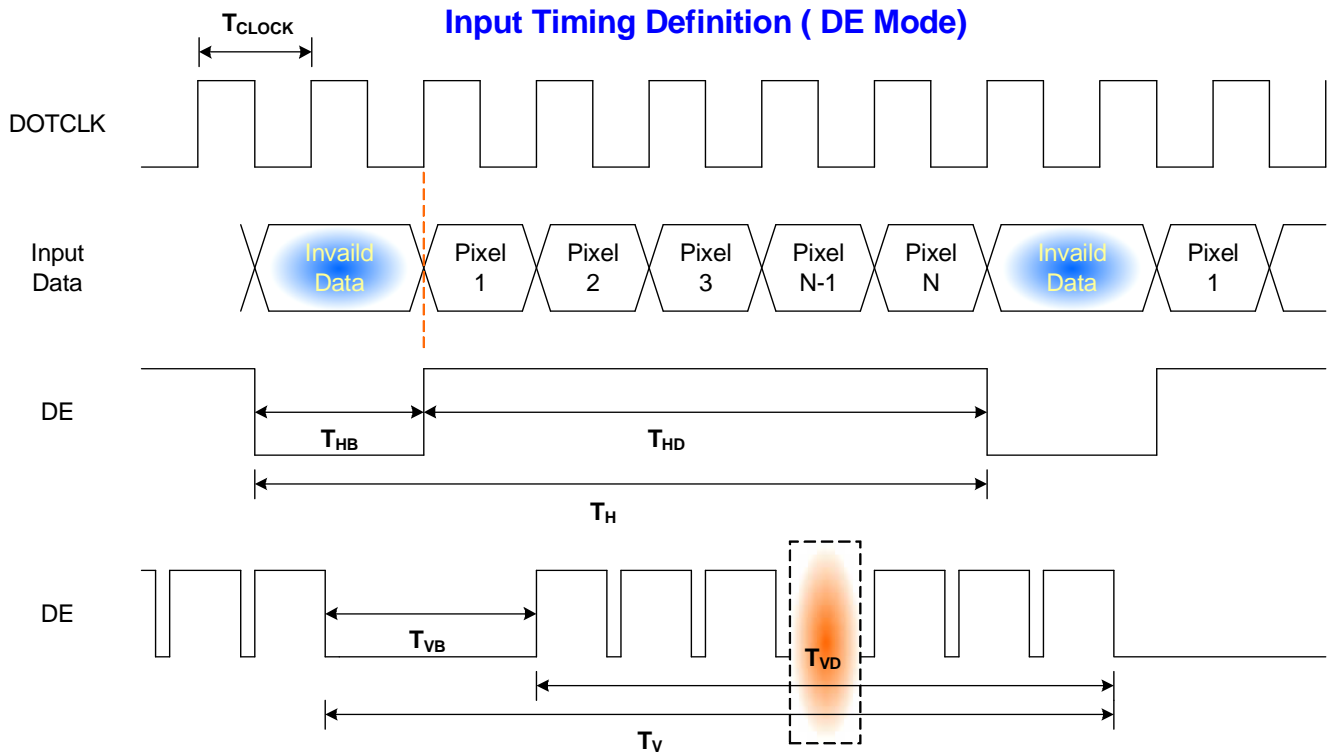 Input Timing Definition ( DE Mode)
TCLOCK
DOTCLK
Input
Data
Invaild
Data
Pixel
1
Pixel
2
Pixel
3
Pixel
N-1
Pixel
N
Invaild
Data
Pixel
1
DE
THB
THD
TH
DE
TVB
TVD
TV